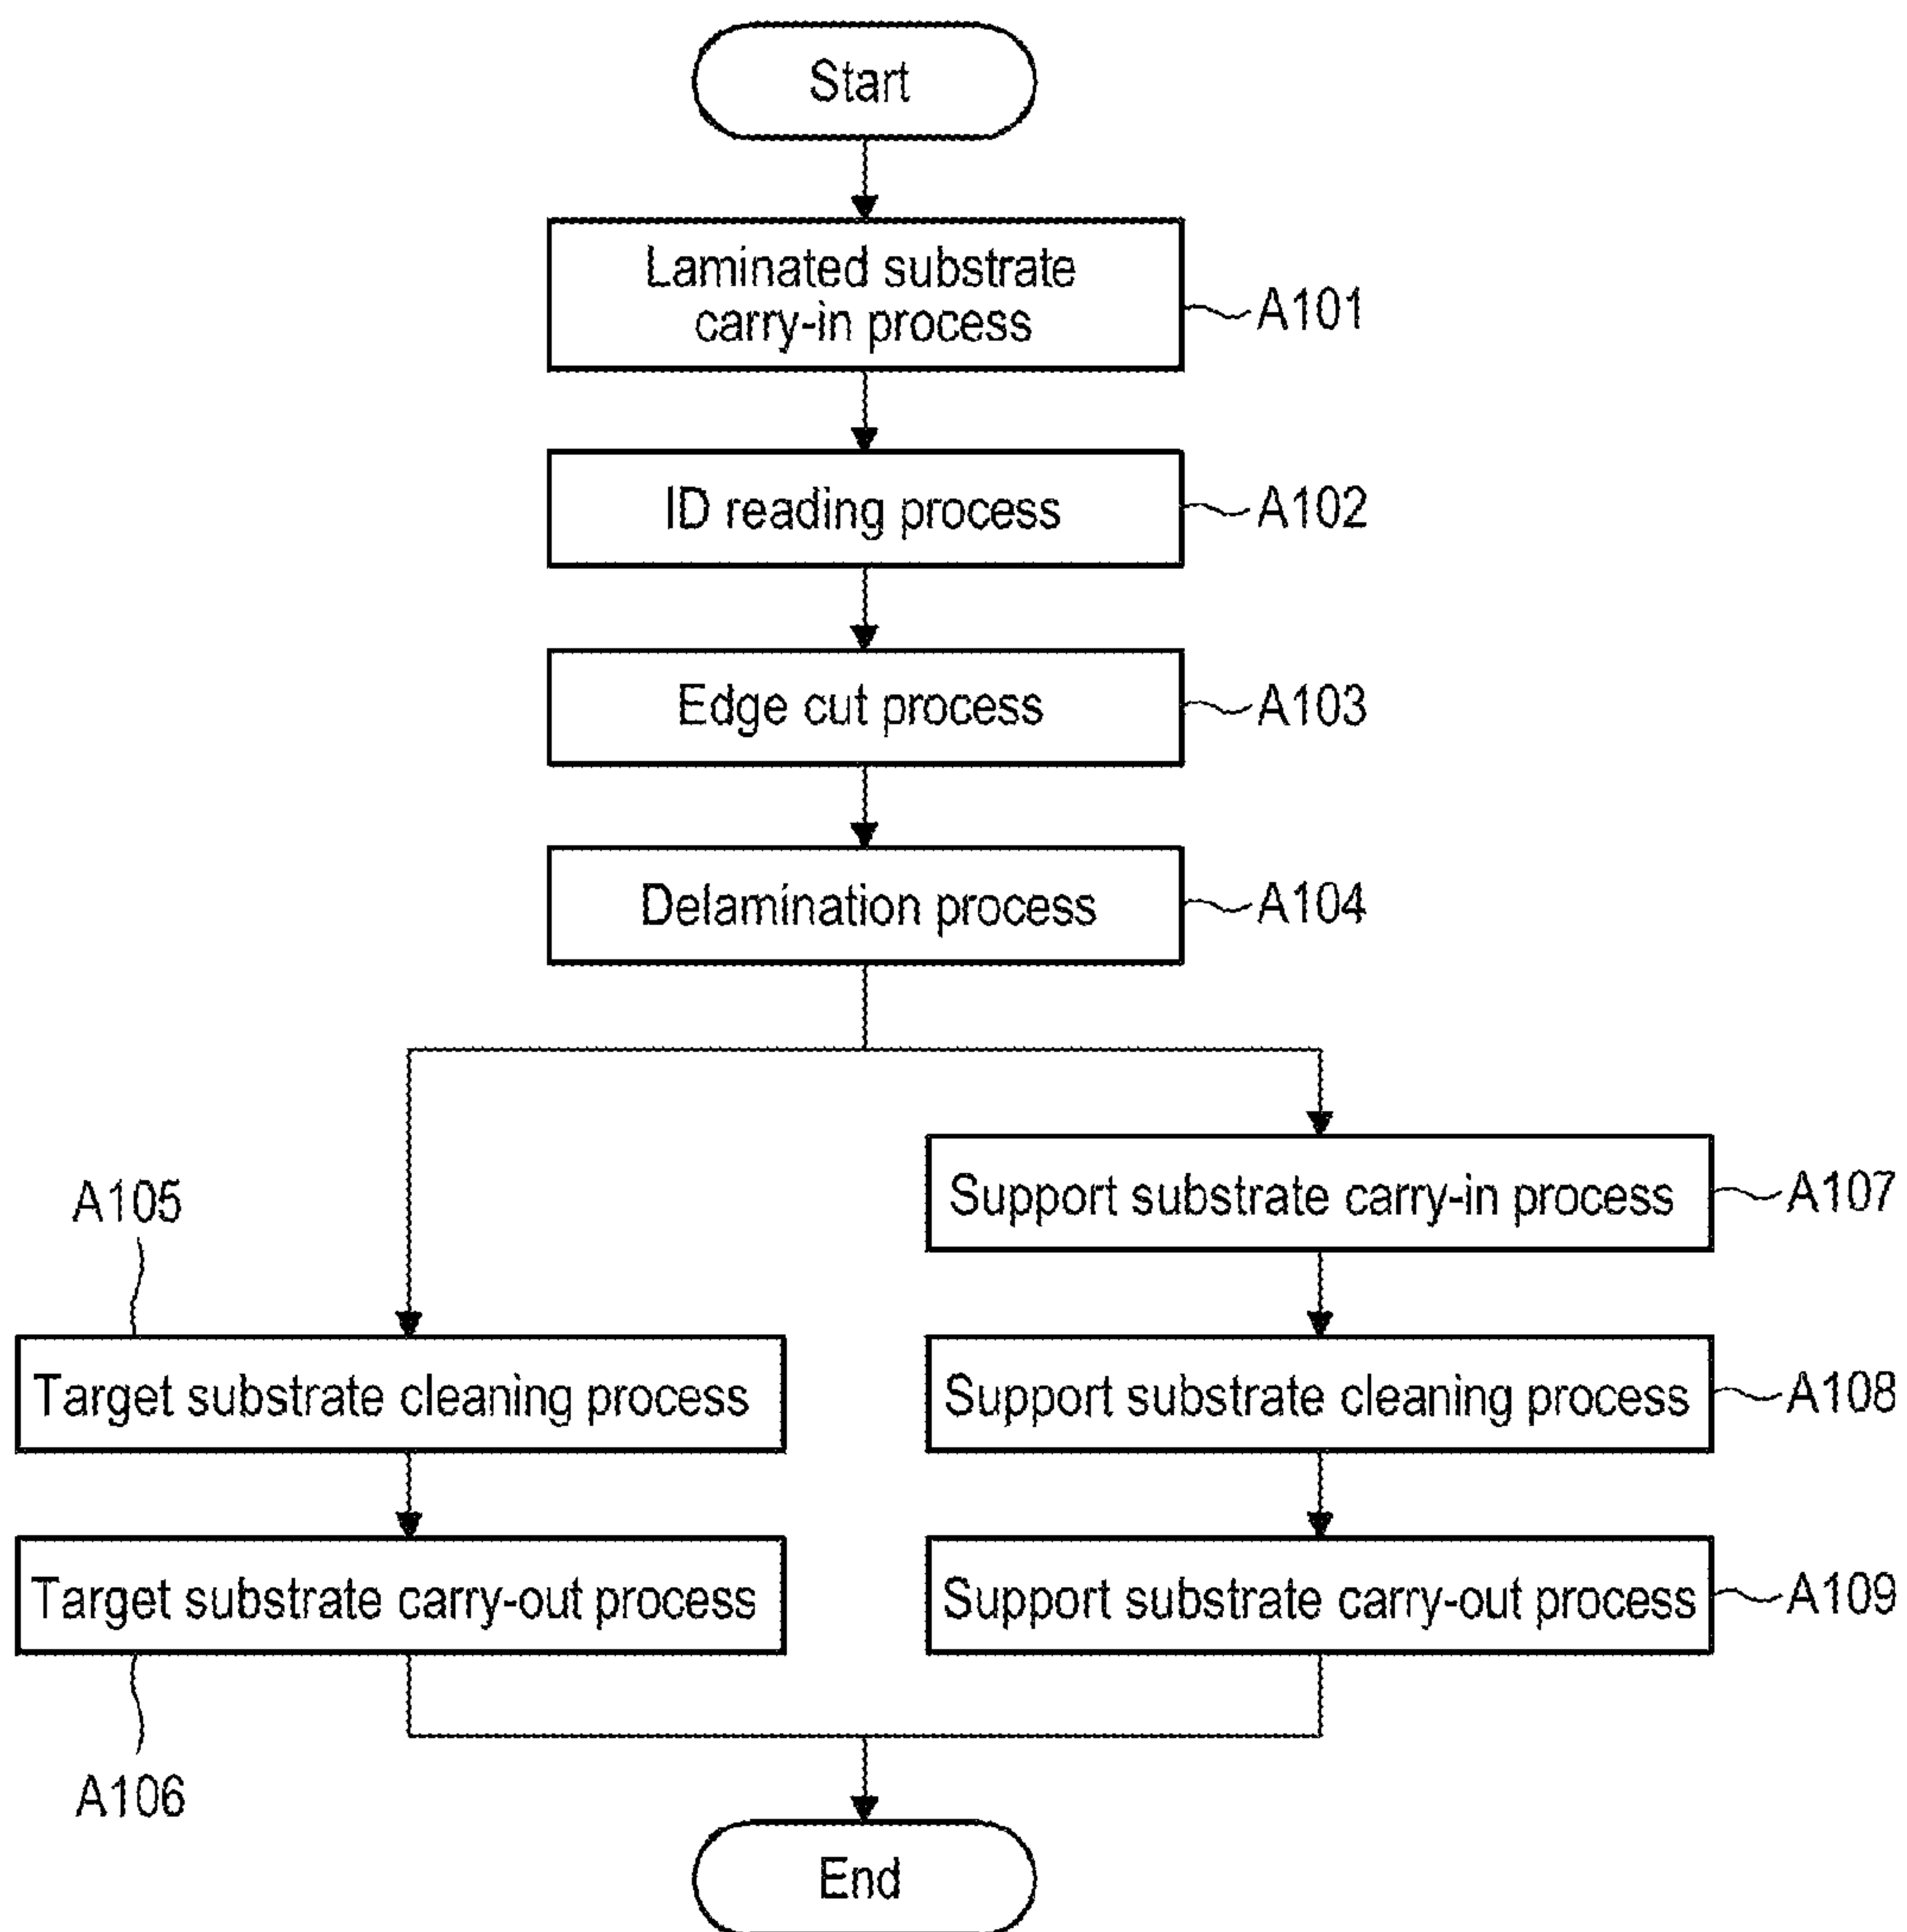 Start
Laminated substrate
carry-in process
A101
ID reading process
A102
Edge cut process
A103
Delamination process
A104
Support substrate carry-in process
A107
A105
Target substrate cleaning process
Support substrate cleaning process
A108
Target substrate carry-out process
Support substrate carry-out process
A109
A106
End